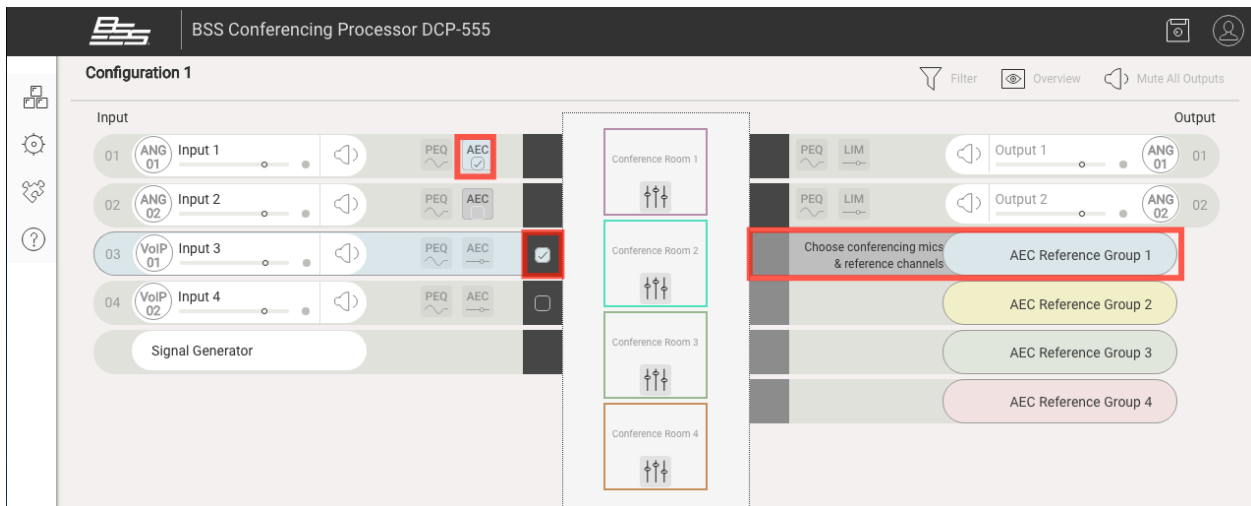 BSS BSS Conferencing Processor DCP-555
Configuration 1
Filter Overview Mute All Outputs
Input Output
01 ANG 01 Input 1 PEQ AEC
02 ANG 02 Input 2 PEQ AEC
03 VoIP 01 Input 3 PEQ AEC
04 VoIP 02 Input 4 PEQ AEC
Signal Generator
Conference Room 1
Conference Room 2
Conference Room 3
Conference Room 4
PEQ LIM Output 1 ANG 01 01
PEQ LIM Output 2 ANG 02 02
Choose conferencing mics
& reference channels
AEC Reference Group 1
AEC Reference Group 2
AEC Reference Group 3
AEC Reference Group 4